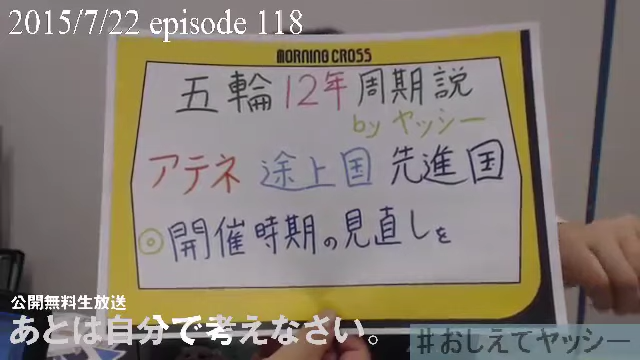 2015/7/22 episode 118
MORNING CROSS
五輪12年周期説
by ヤッシー
アテネ 途上国 先進国
◎開催時期の見直しを
公開無料生放送
あとは自分で考えなさい。
#おしえてヤッシー